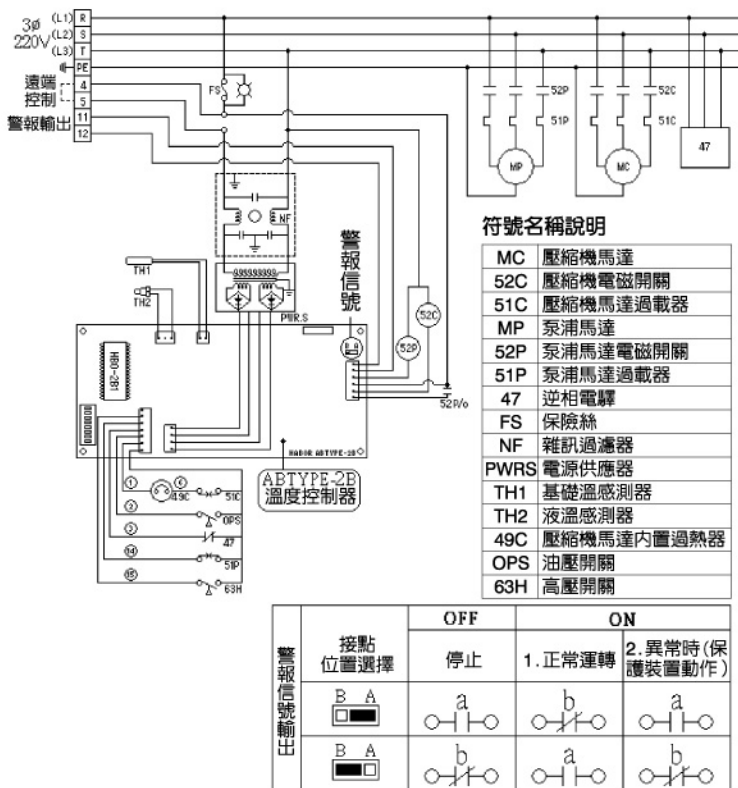 3ø
220V
(L1) R
(L2) S
(L3) T
PE
遠端
控制
4
5
警報輸出
11
12
FS
NF
TH1
TH2
PWR.S
警報信號
B A
HBO-2B1
HADOR ABTYPE-2B
ABTYPE-2B
溫度控制器
52P
52C
52P/o
① 49C ⑥ 51C
② OPS
③ 47
⑭ 51P
⑮ 63H
52P
51P
MP
52C
51C
MC
47
符號名稱說明
MC 壓縮機馬達
52C 壓縮機電磁開關
51C 壓縮機馬達過載器
MP 泵浦馬達
52P 泵浦馬達電磁開關
51P 泵浦馬達過載器
47 逆相電驛
FS 保險絲
NF 雜訊過濾器
PWRS 電源供應器
TH1 基礎溫感測器
TH2 液溫感測器
49C 壓縮機馬達內置過熱器
OPS 油壓開關
63H 高壓開關
警報信號輸出
接點
位置選擇
OFF
ON
停止
1.正常運轉
2.異常時(保
護裝置動作)
B A
a
b
a
B A
b
a
b